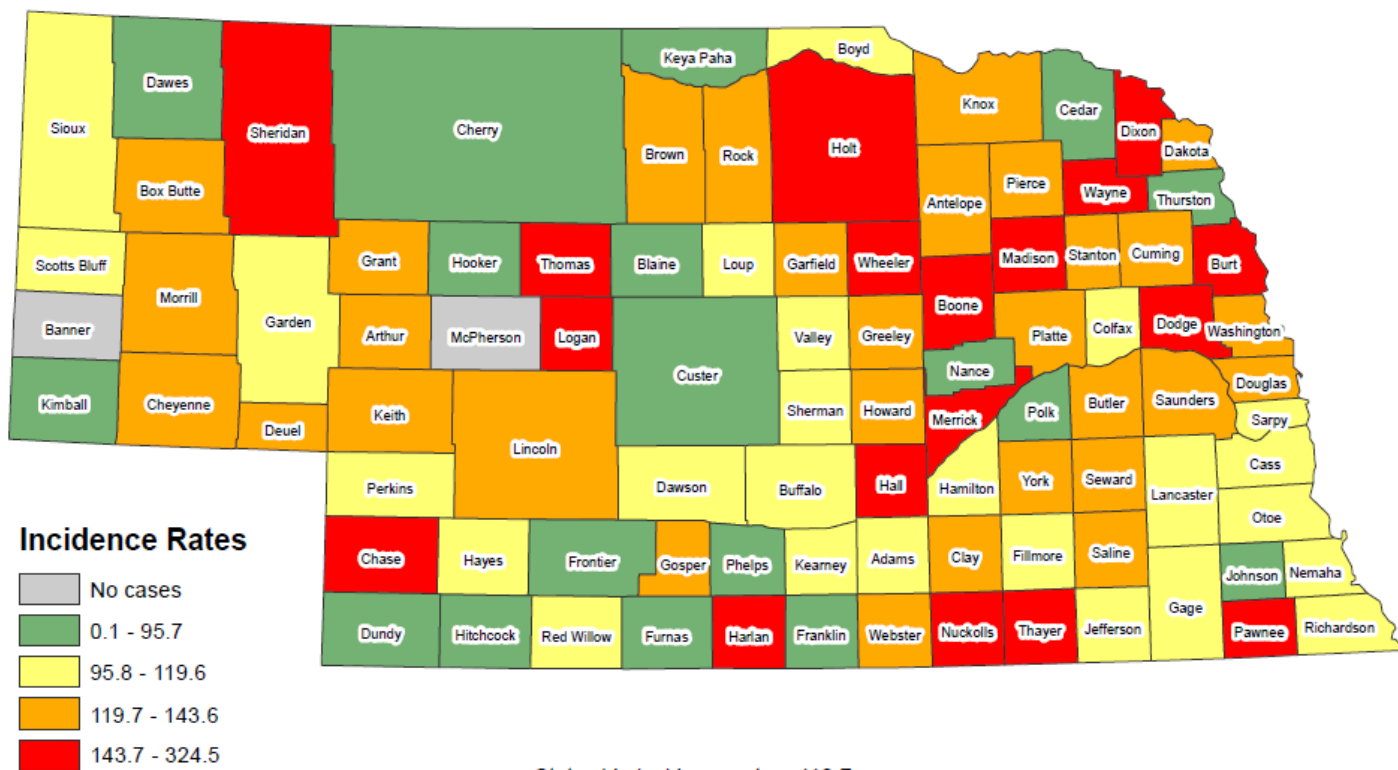 Boyd
Keya Paha
Dawes
Knox
Cedar
Sioux
Sheridan
Cherry
Dixon
Holt
Dakota
Brown
Rock
Box Butte
Pierce
Wayne
Thurston
Antelope
Scotts Bluff
Grant
Hooker
Thomas
Blaine
Loup
Garfield
Wheeler
Madison
Stanton
Cuming
Burt
Morrill
Garden
Boone
Banner
Arthur
McPherson
Logan
Valley
Greeley
Platte
Colfax
Dodge
Washington
Nance
Custer
Kimball
Cheyenne
Deuel
Keith
Lincoln
Sherman
Howard
Merrick
Polk
Butler
Saunders
Douglas
Sarpy
Perkins
Dawson
Buffalo
Hall
Hamilton
York
Seward
Lancaster
Cass
Otoe
Chase
Hayes
Frontier
Gosper
Phelps
Kearney
Adams
Clay
Fillmore
Saline
Johnson
Nemaha
Gage
Dundy
Hitchcock
Red Willow
Furnas
Harlan
Franklin
Webster
Nuckolls
Thayer
Jefferson
Pawnee
Richardson
Incidence Rates
No cases
0.1 - 95.7
95.8 - 119.6
119.7 - 143.6
143.7 - 324.5